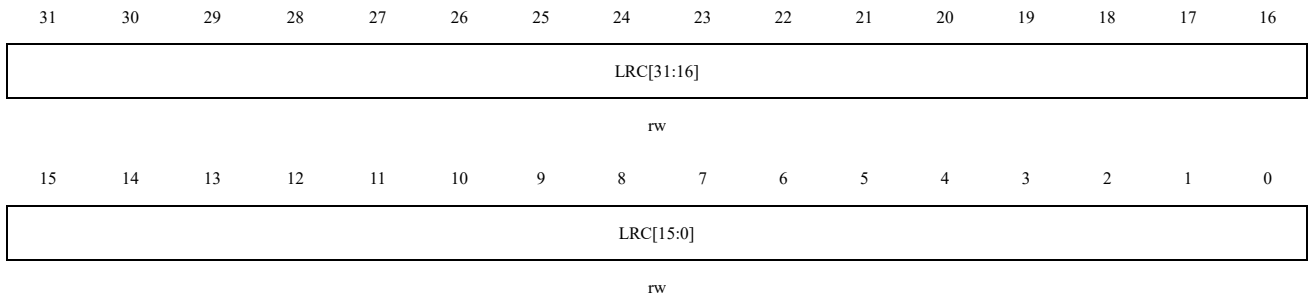 31 30 29 28 27 26 25 24 23 22 21 20 19 18 17 16
LRC[31:16]
rw
15 14 13 12 11 10 9 8 7 6 5 4 3 2 1 0
LRC[15:0]
rw